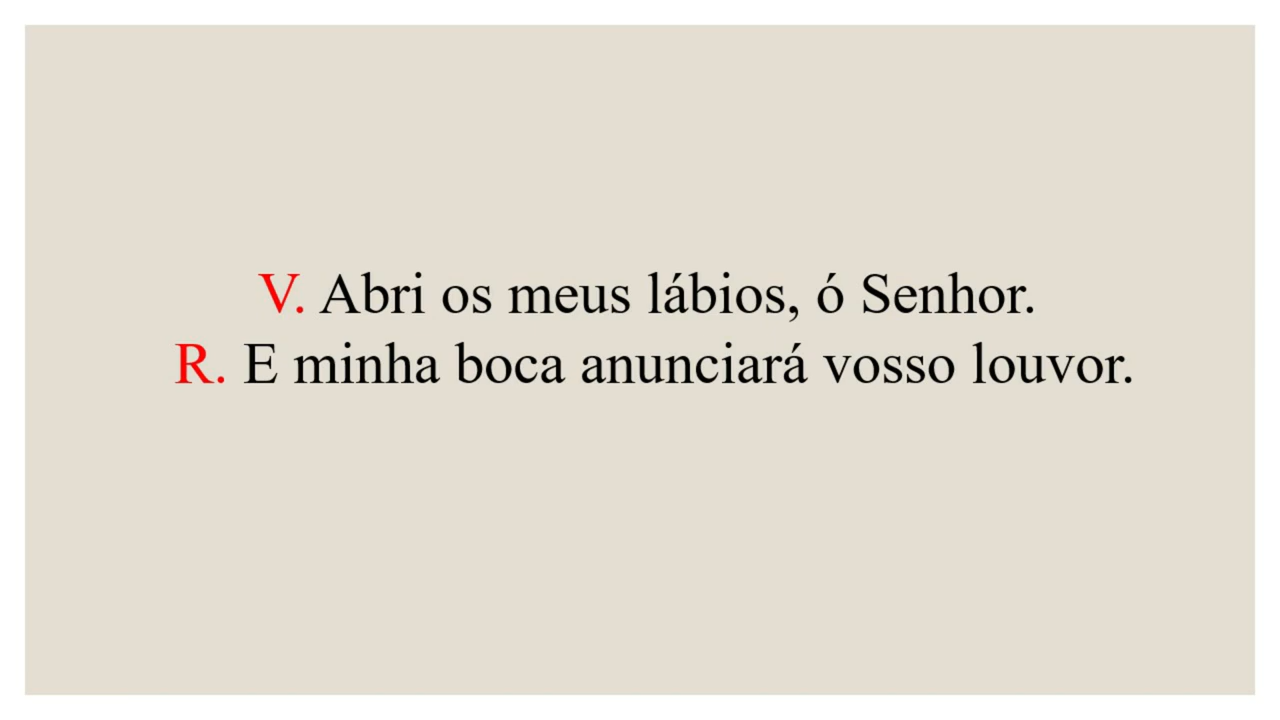 V. Abri os meus lábios, ó Senhor.
R. E minha boca anunciará vosso louvor.